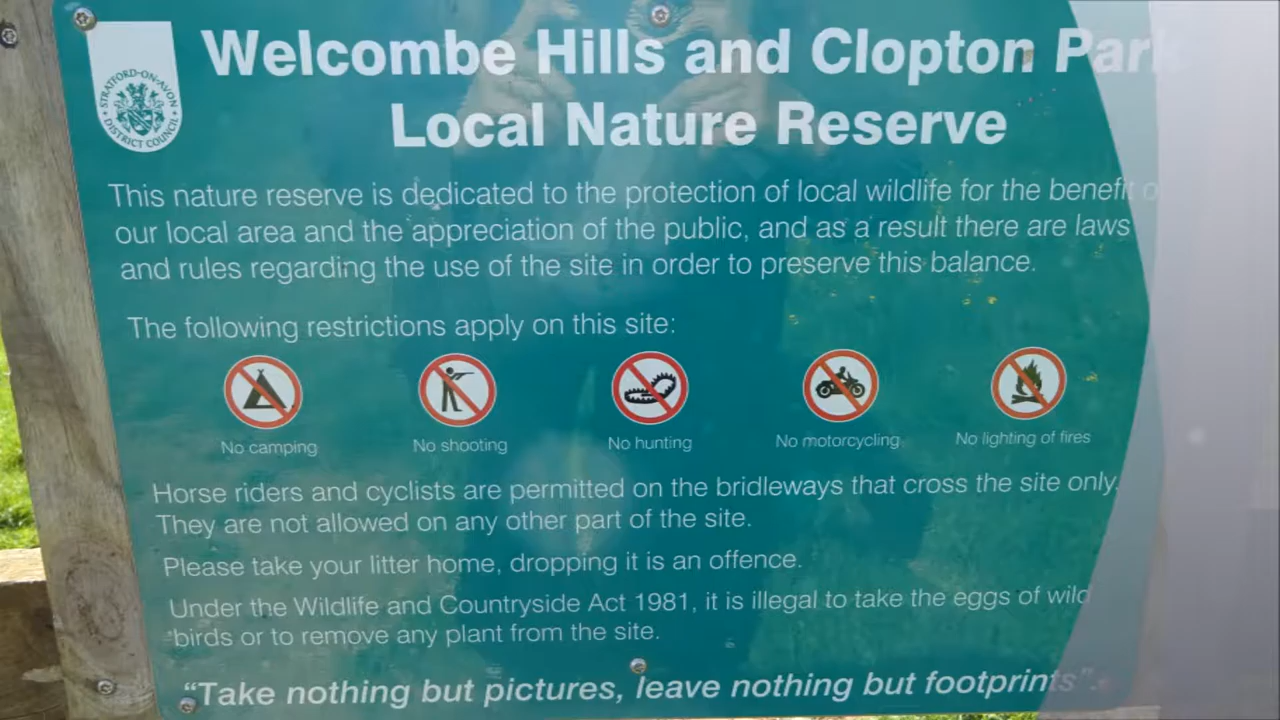 STRATFORD-ON-AVON
DISTRICT COUNCIL
Welcombe Hills and Clopton Park
Local Nature Reserve
This nature reserve is dedicated to the protection of local wildlife for the benefit o
our local area and the appreciation of the public, and as a result there are laws
and rules regarding the use of the site in order to preserve this balance.
The following restrictions apply on this site:
No camping
No shooting
No hunting
No motorcycling
No lighting of fires
Horse riders and cyclists are permitted on the bridleways that cross the site only.
They are not allowed on any other part of the site.
Please take your litter home, dropping it is an offence.
Under the Wildlife and Countryside Act 1981, it is illegal to take the eggs of wild
birds or to remove any plant from the site.
“Take nothing but pictures, leave nothing but footprints”.